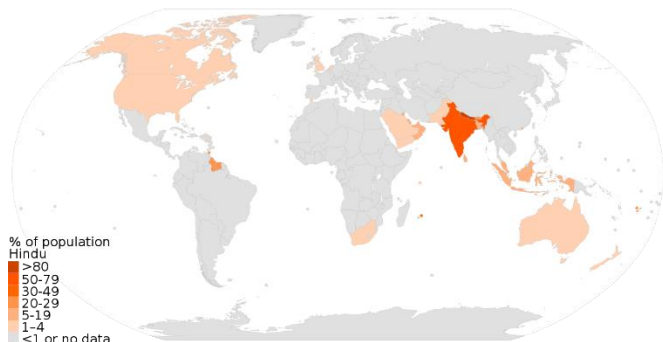 % of population
Hindu
>80
50-79
30-49
20-29
5-19
1–4
<1 or no data